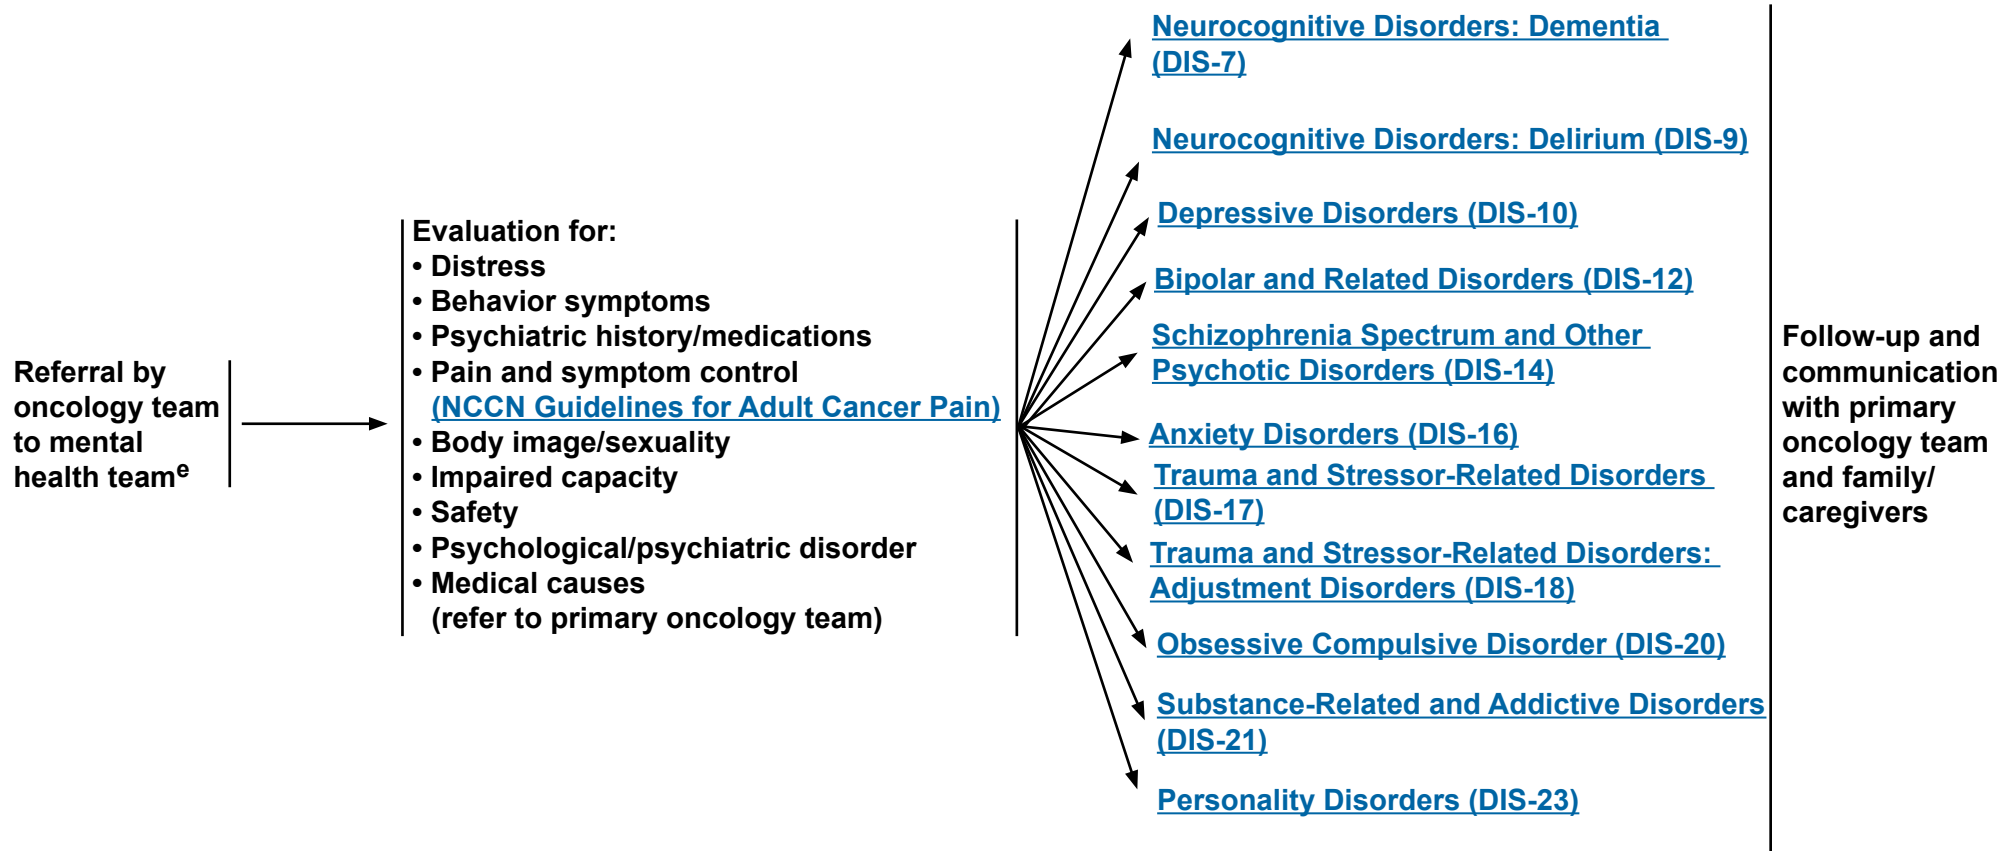 Referral by
oncology team
to mental
health teamᵉ
Evaluation for:
• Distress
• Behavior symptoms
• Psychiatric history/medications
• Pain and symptom control
(NCCN Guidelines for Adult Cancer Pain)
• Body image/sexuality
• Impaired capacity
• Safety
• Psychological/psychiatric disorder
• Medical causes
(refer to primary oncology team)
Neurocognitive Disorders: Dementia
(DIS-7)
Neurocognitive Disorders: Delirium (DIS-9)
Depressive Disorders (DIS-10)
Bipolar and Related Disorders (DIS-12)
Schizophrenia Spectrum and Other
Psychotic Disorders (DIS-14)
Anxiety Disorders (DIS-16)
Trauma and Stressor-Related Disorders
(DIS-17)
Trauma and Stressor-Related Disorders:
Adjustment Disorders (DIS-18)
Obsessive Compulsive Disorder (DIS-20)
Substance-Related and Addictive Disorders
(DIS-21)
Personality Disorders (DIS-23)
Follow-up and
communication
with primary
oncology team
and family/
caregivers